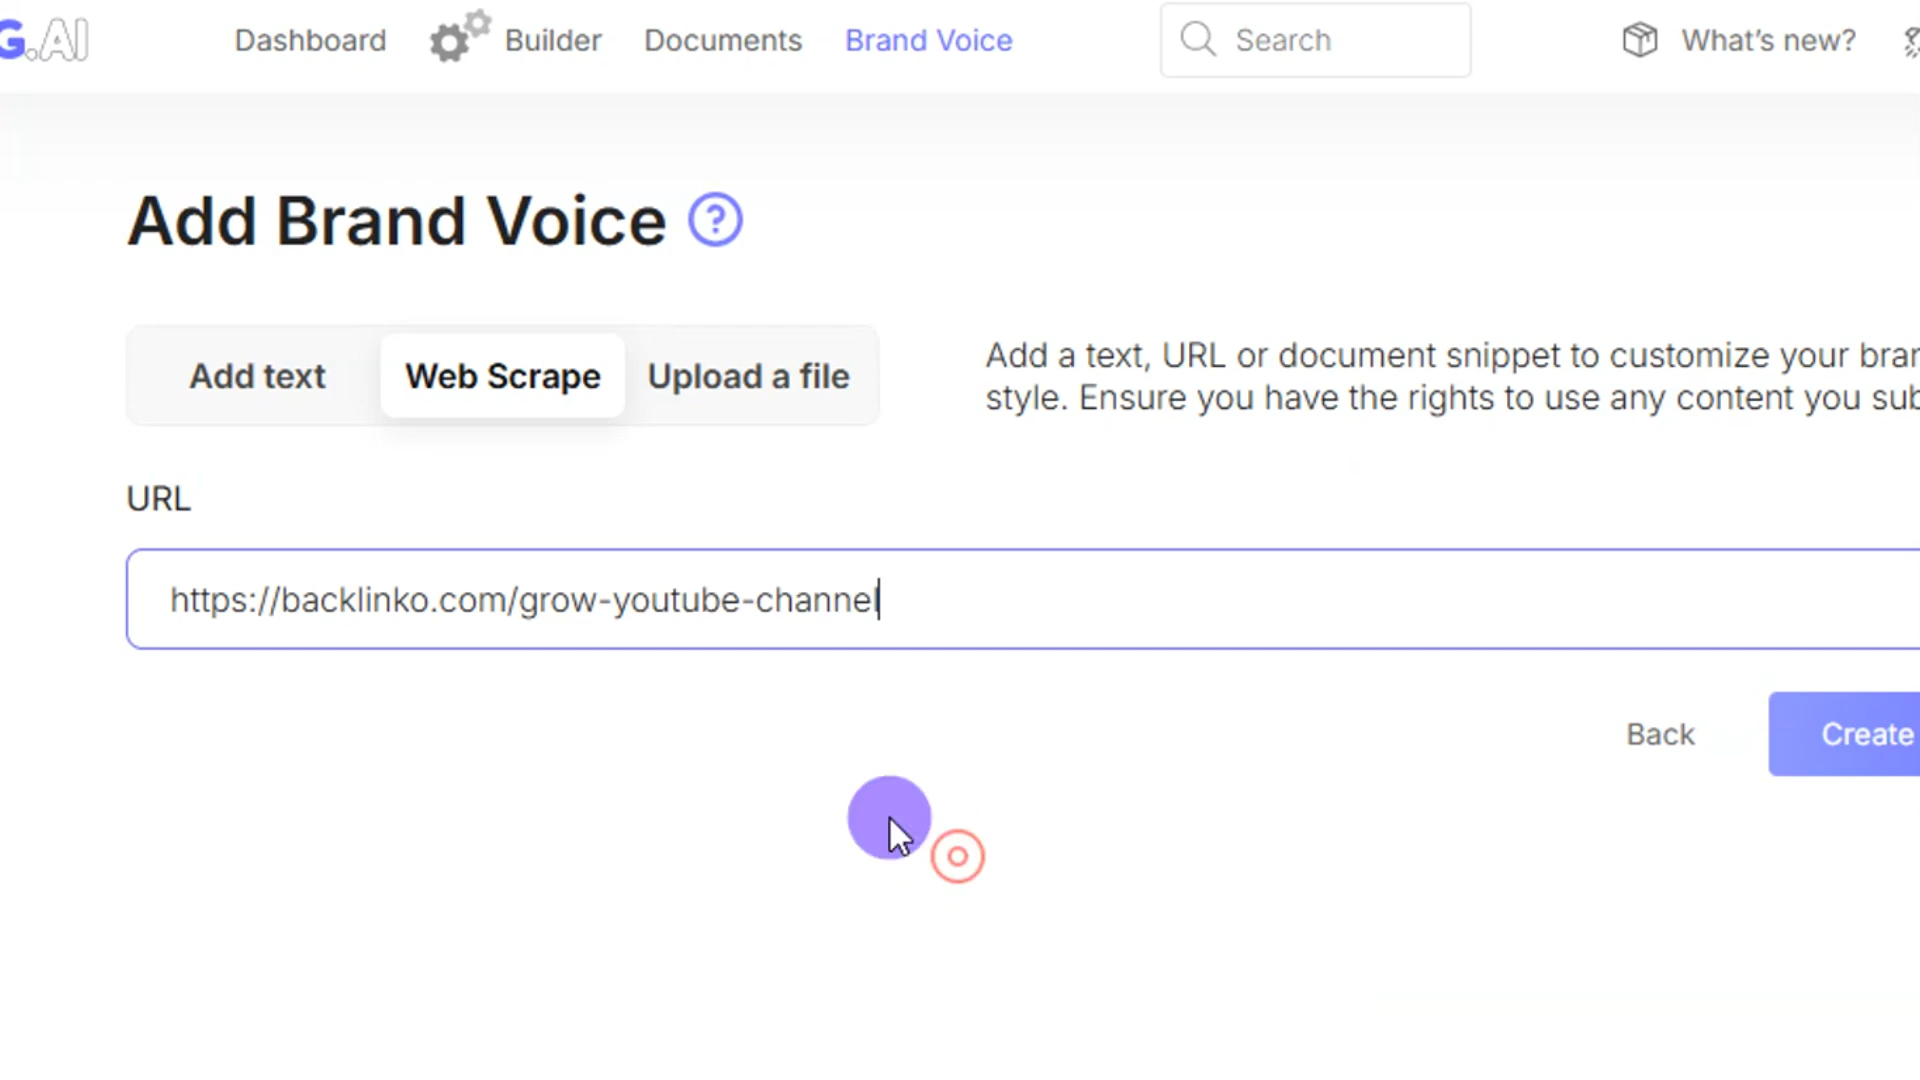 G.AI
Dashboard Builder Documents Brand Voice Search What's new?
Add Brand Voice ?
Add text Web Scrape Upload a file
Add a text, URL or document snippet to customize your bran
style. Ensure you have the rights to use any content you sub
URL
https://backlinko.com/grow-youtube-channel
Back Create